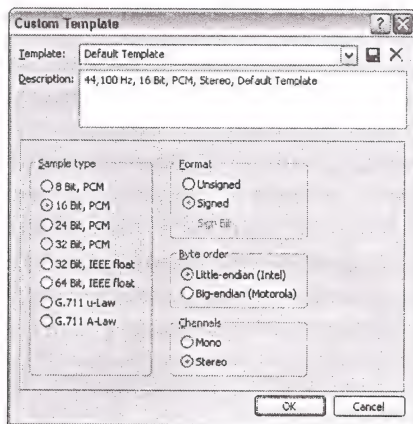 Custom Template
Template: Default Template
Description: 44,100 Hz, 16 Bit, PCM, Stereo, Default Template
Sample type
8 Bit, PCM
16 Bit, PCM
24 Bit, PCM
32 Bit, PCM
32 Bit, IEEE float
64 Bit, IEEE float
G.711 u-Law
G.711 A-Law
Format
Unsigned
Signed
Sign Bit
Byte order
Little-endian (Intel)
Big-endian (Motorola)
Channels
Mono
Stereo
OK
Cancel